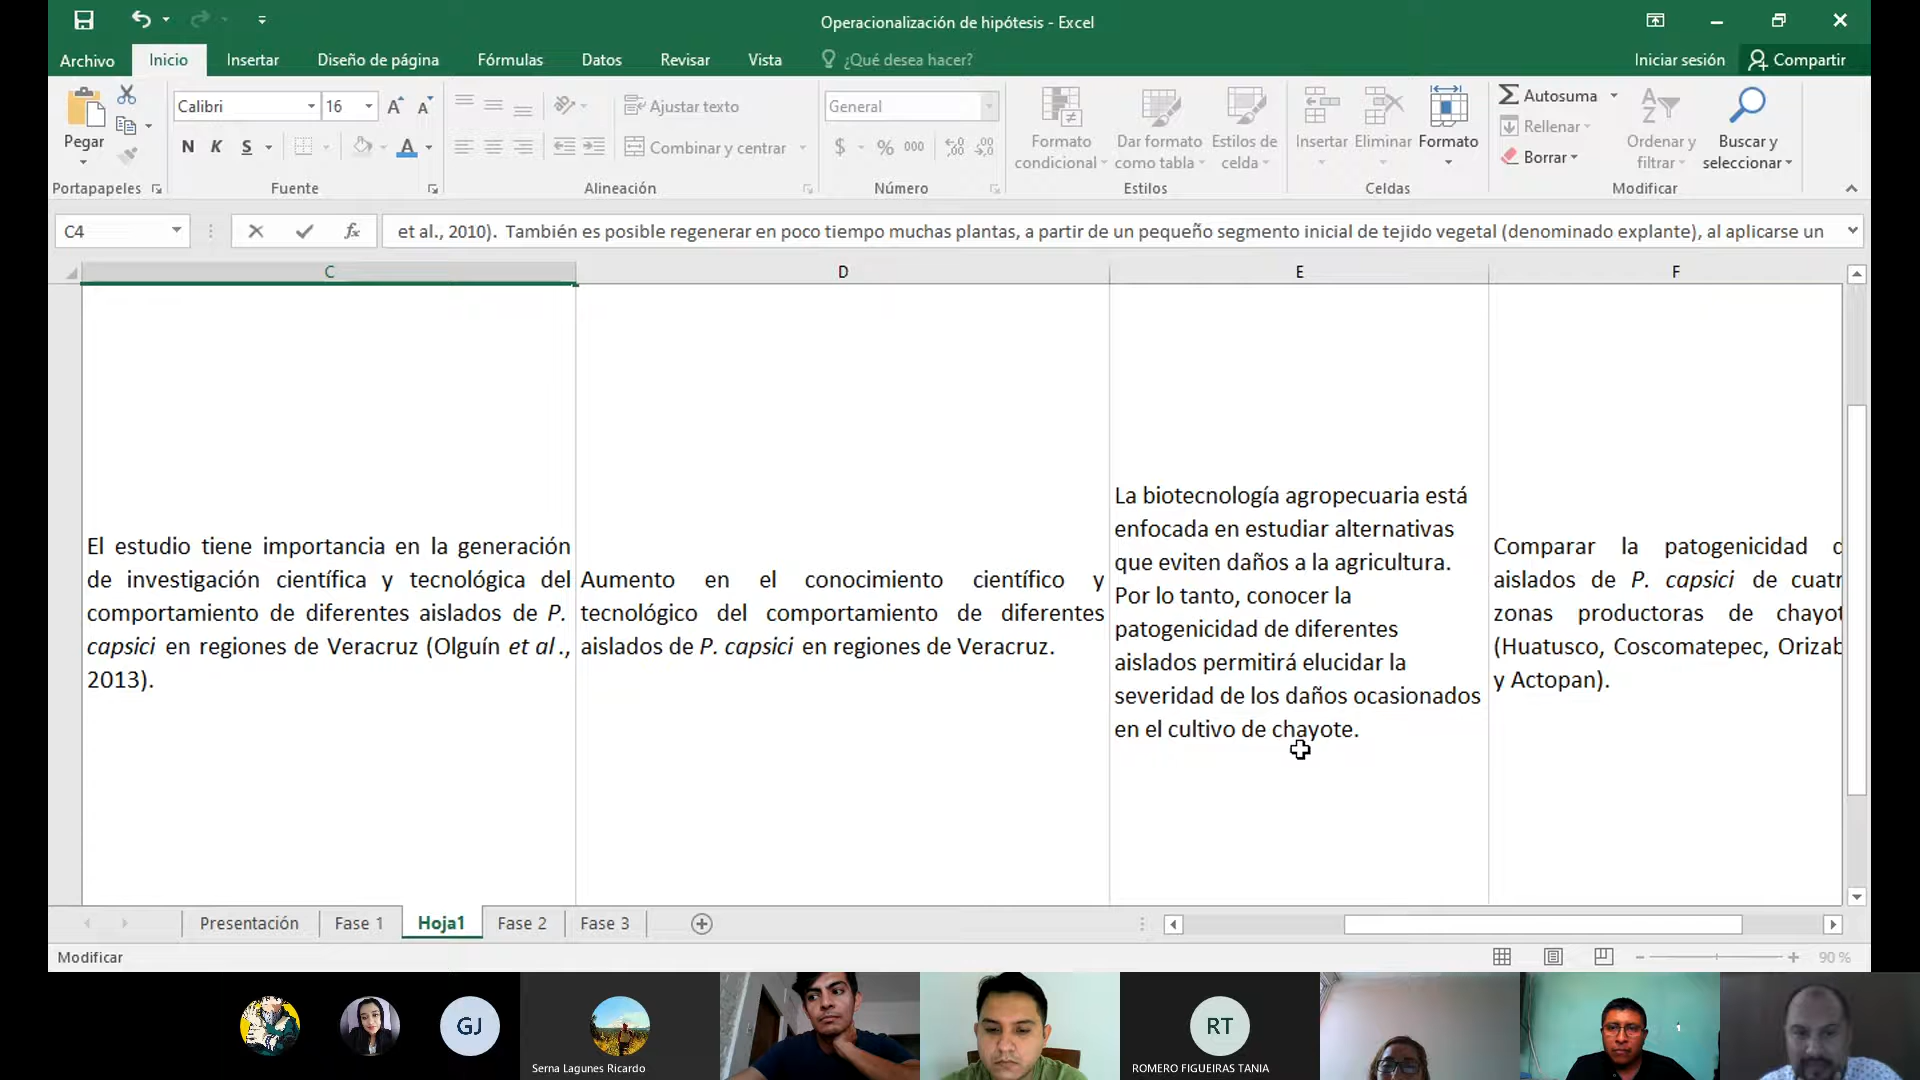 Operacionalización de hipótesis - Excel
Archivo Inicio Insertar Diseño de página Fórmulas Datos Revisar Vista ¿Qué desea hacer? Iniciar sesión Compartir
Pegar
Portapapeles
Calibri 16
N K S
Fuente
Ajustar texto
Combinar y centrar
Alineación
General
$ % 000
Número
Formato condicional
Dar formato como tabla
Estilos de celda
Estilos
Insertar Eliminar Formato
Celdas
Autosuma
Rellenar
Borrar
Ordenar y filtrar
Buscar y seleccionar
Modificar
C4 fx et al., 2010). También es posible regenerar en poco tiempo muchas plantas, a partir de un pequeño segmento inicial de tejido vegetal (denominado explante), al aplicarse un
C D E F
El estudio tiene importancia en la generación
de investigación científica y tecnológica del
comportamiento de diferentes aislados de P.
capsici en regiones de Veracruz (Olguín et al.,
2013).
Aumento en el conocimiento científico y
tecnológico del comportamiento de diferentes
aislados de P. capsici en regiones de Veracruz.
La biotecnología agropecuaria está
enfocada en estudiar alternativas
que eviten daños a la agricultura.
Por lo tanto, conocer la
patogenicidad de diferentes
aislados permitirá elucidar la
severidad de los daños ocasionados
en el cultivo de chayote.
Comparar la patogenicidad
aislados de P. capsici de cuatr
zonas productoras de chayot
(Huatusco, Coscomatepec, Orizab
y Actopan).
Presentación Fase 1 Hoja1 Fase 2 Fase 3
Modificar 90 %
GJ
Serna Lagunes Ricardo
RT
ROMERO FIGUEIRAS TANIA